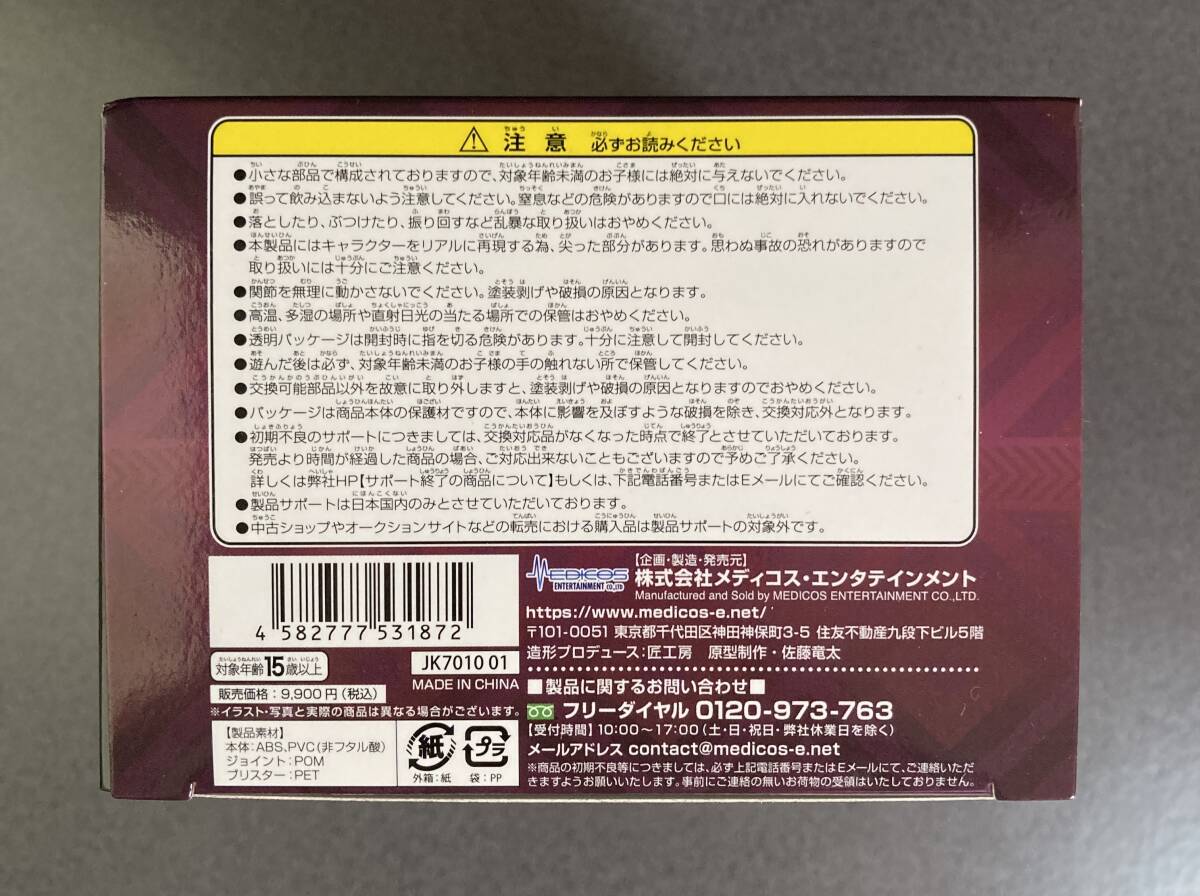 注意 必ずお読みください
●小さな部品で構成されておりますので、対象年齢未満のお子様には絶対に与えないでください。
●誤って飲み込まないよう注意してください。窒息などの危険がありますので口には絶対に入れないでください。
●落としたり、ぶつけたり、振り回すなど乱暴な取り扱いはおやめください。
●本製品にはキャラクターをリアルに再現する為、尖った部分があります。思わぬ事故の恐れがありますので
取り扱いには十分にご注意ください。
●関節を無理に動かさないでください。塗装剥げや破損の原因となります。
●高温、多湿の場所や直射日光の当たる場所での保管はおやめください。
●透明パッケージは開封時に指を切る危険があります。十分に注意して開封してください。
●遊んだ後は必ず、対象年齢未満のお子様の手の触れない所で保管してください。
●交換可能部品以外を故意に取り外しますと、塗装剥げや破損の原因となりますのでおやめください。
●パッケージは商品本体の保護材ですので、本体に影響を及ぼすような破損を除き、交換対応外となります。
●初期不良のサポートにつきましては、交換対応品がなくなった時点で終了とさせていただいております。
発売より時間が経過した商品の場合、ご対応出来ないこともございますので予めご了承ください。
詳しくは弊社HP【サポート終了の商品について】もしくは、下記電話番号またはEメールにてご確認ください。
●製品サポートは日本国内のみとさせていただいております。
●中古ショップやオークションサイトなどの転売における購入品は製品サポートの対象外です。
4 582777 531872
対象年齢15歳以上
JK7010 01
MADE IN CHINA
販売価格:9,900円(税込)
※イラスト・写真と実際の商品は異なる場合がございます。
【製品素材】
本体:ABS,PVC(非フタル酸)
ジョイント:POM
ブリスター:PET
紙
外箱:紙
プラ
袋:PP
MEDICOS
ENTERTAINMENT CO.,LTD
【企画・製造・発売元】
株式会社メディコス・エンタテインメント
Manufactured and Sold by MEDICOS ENTERTAINMENT CO.,LTD.
https://www.medicos-e.net/
〒101-0051 東京都千代田区神田神保町3-5 住友不動産九段下ビル5階
造形プロデュース:匠工房 原型制作・佐藤竜太
■製品に関するお問い合わせ■
フリーダイヤル 0120-973-763
【受付時間】10:00～17:00(土・日・祝日・弊社休業日を除く)
メールアドレス contact@medicos-e.net
※商品の初期不良等につきましては、必ず上記電話番号またはEメールにて、ご連絡いただ
きますようお願いいたします。事前にご連絡の無いお荷物の受領はいたしておりません。